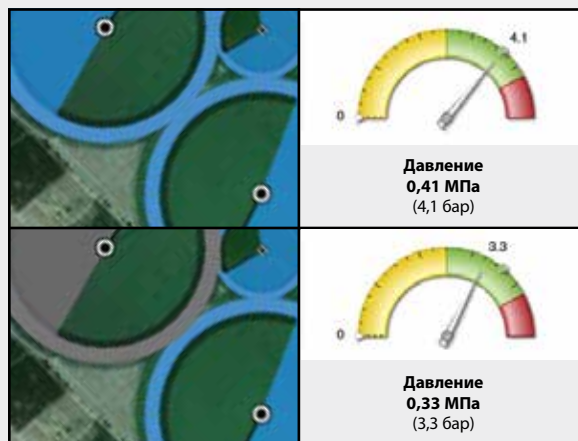 4.1
0
Давление
0,41 МПа
(4,1 бар)
3.3
0
Давление
0,33 МПа
(3,3 бар)